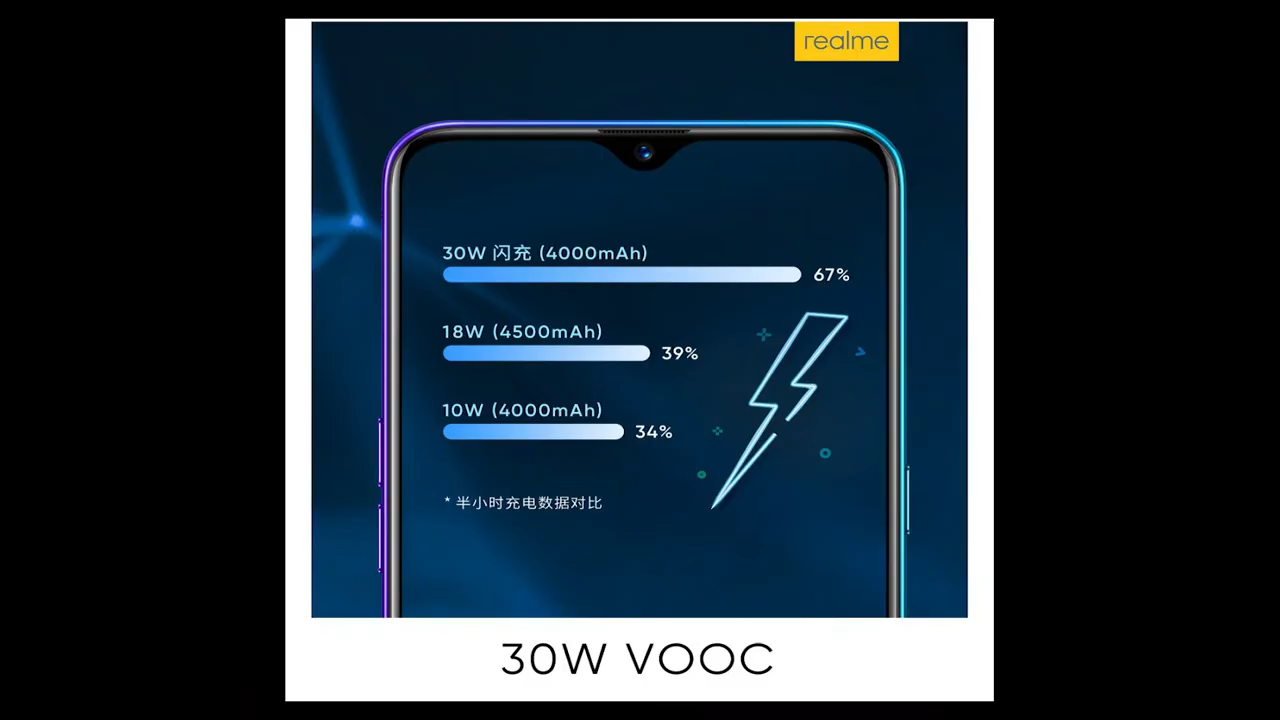 realme
30W 闪充 (4000mAh)
67%
18W (4500mAh)
39%
10W (4000mAh)
34%
* 半小时充电数据对比
30W VOOC